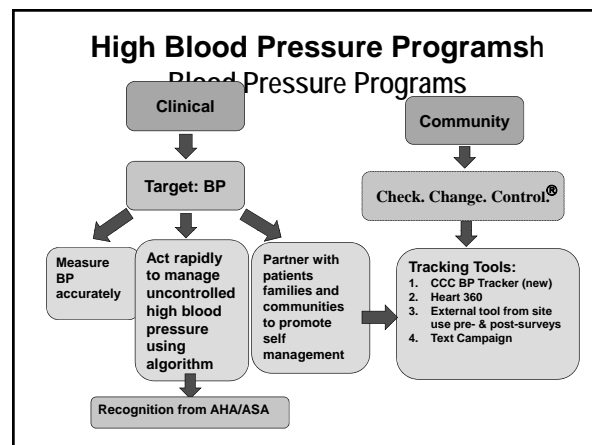 High Blood Pressure Programsh
Blood Pressure Programs
Clinical
Community
Target: BP
Check. Change. Control.®
Measure
BP
accurately
Act rapidly
to manage
uncontrolled
high blood
pressure
using
algorithm
Partner with
patients
families and
communities
to promote
self
management
Tracking Tools:
1. CCC BP Tracker (new)
2. Heart 360
3. External tool from site
use pre- & post-surveys
4. Text Campaign
Recognition from AHA/ASA